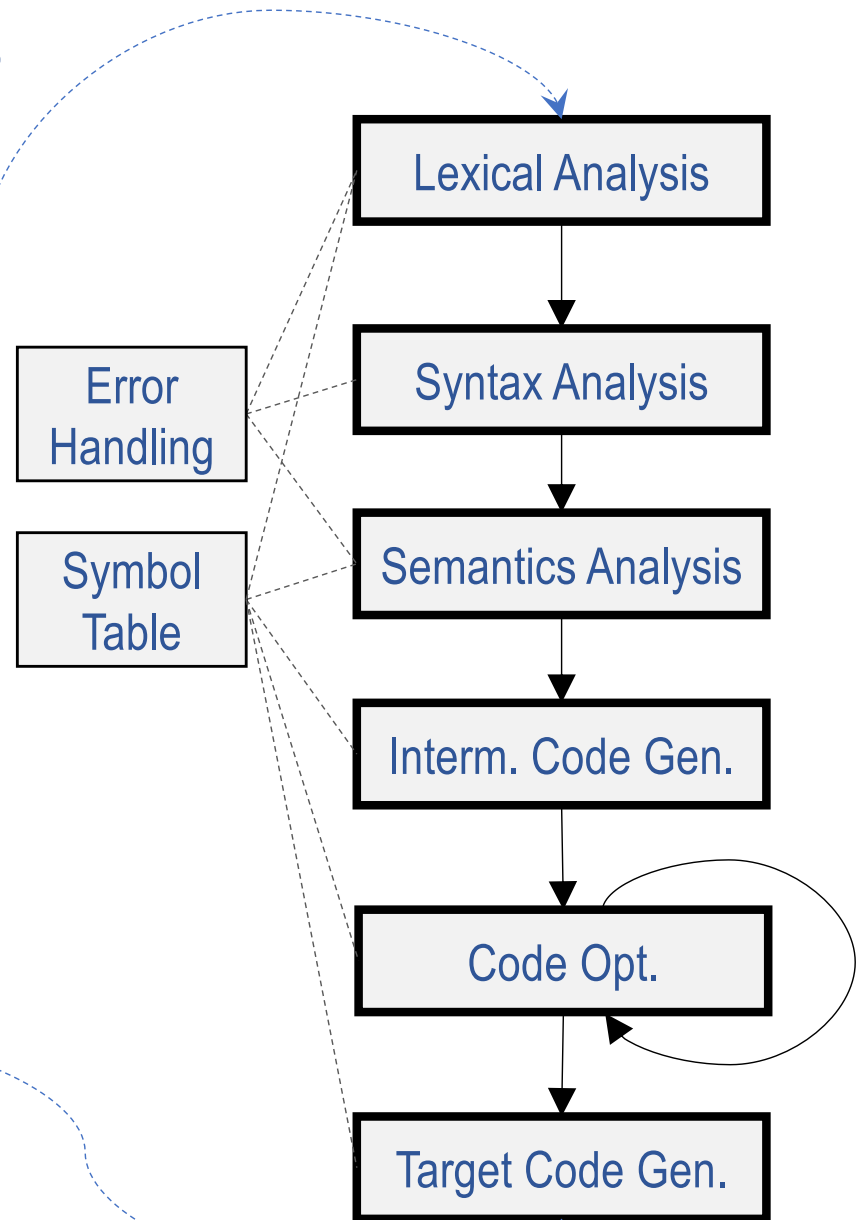 Lexical Analysis
Syntax Analysis
Error
Handling
Semantics Analysis
Symbol
Table
Interm. Code Gen.
Code Opt.
Target Code Gen.